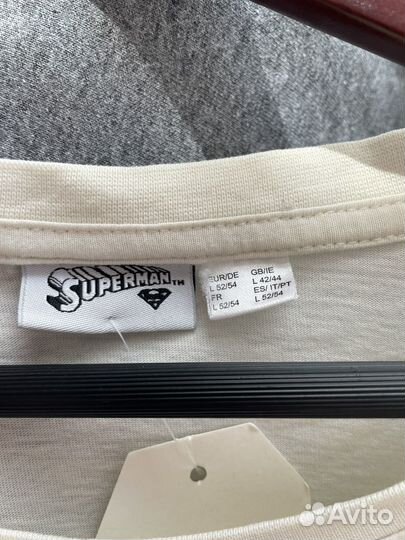 SUPERMAN TM
EUR/DE
L 52/54
FR
L 52/54
GB/IE
L 42/44
ES/ IT/PT
L 52/54
Avito